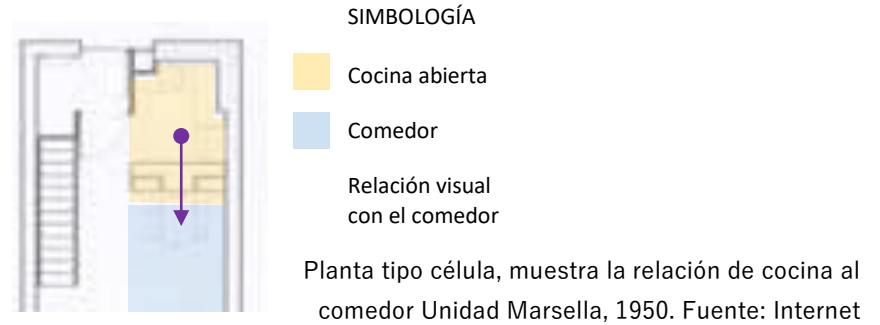 SIMBOLOGÍA
Cocina abierta
Comedor
Relación visual
con el comedor
Planta tipo célula, muestra la relación de cocina al
comedor Unidad Marsella, 1950. Fuente: Internet